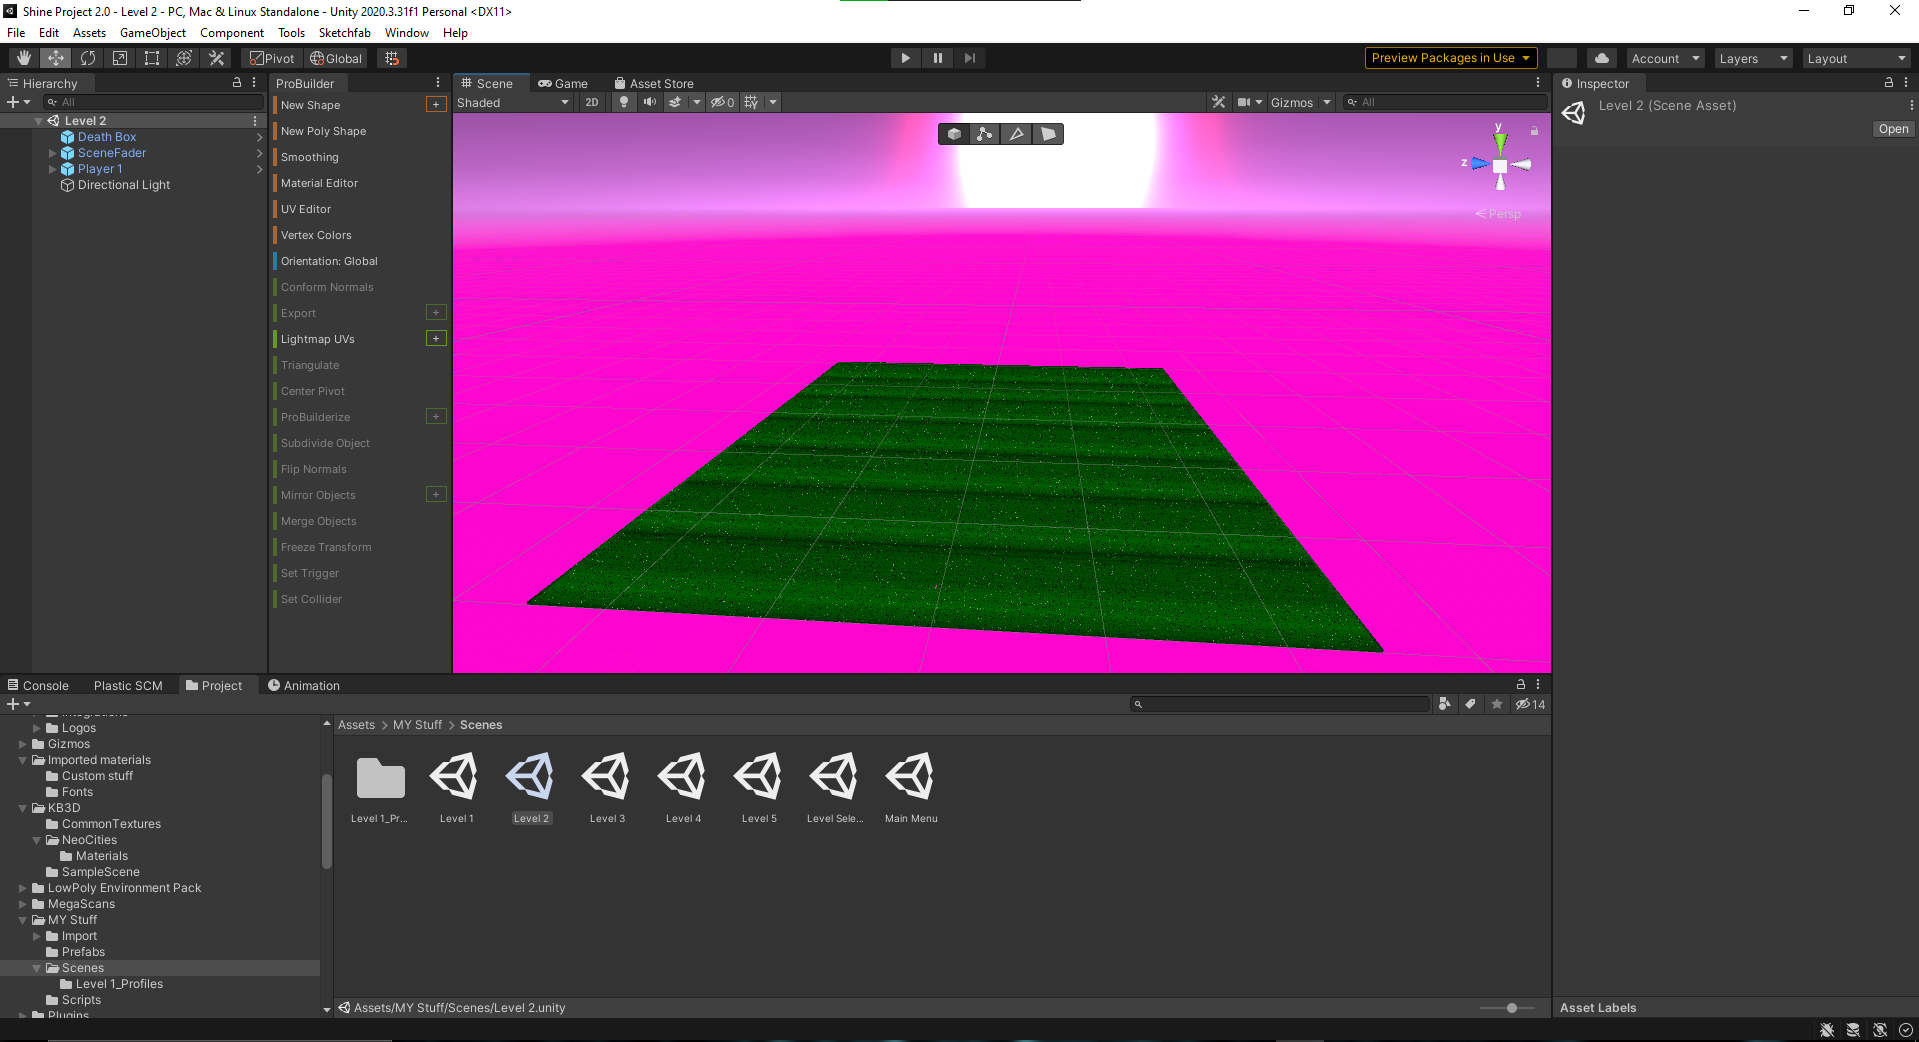 Shine Project 2.0 - Level 2 - PC, Mac & Linux Standalone - Unity 2020.3.31f1 Personal <DX11>
File Edit Assets GameObject Component Tools Sketchfab Window Help
Pivot Global
Preview Packages in Use Account Layers Layout
Hierarchy
All
Level 2
Death Box
SceneFader
Player 1
Directional Light
ProBuilder
New Shape +
New Poly Shape
Smoothing
Material Editor
UV Editor
Vertex Colors
Orientation: Global
Conform Normals
Export +
Lightmap UVs +
Triangulate
Center Pivot
ProBuilderize +
Subdivide Object
Flip Normals
Mirror Objects +
Merge Objects
Freeze Transform
Set Trigger
Set Collider
Scene Game Asset Store
Shaded 2D 0 Gizmos All
y
z
Persp
Inspector
Level 2 (Scene Asset)
Open
Console Plastic SCM Project Animation
14
Integrations
Logos
Gizmos
Imported materials
Custom stuff
Fonts
KB3D
CommonTextures
NeoCities
Materials
SampleScene
LowPoly Environment Pack
MegaScans
MY Stuff
Import
Prefabs
Scenes
Level 1_Profiles
Scripts
Plugins
Assets > MY Stuff > Scenes
Level 1_Pr... Level 1 Level 2 Level 3 Level 4 Level 5 Level Sele... Main Menu
Assets/MY Stuff/Scenes/Level 2.unity
Asset Labels